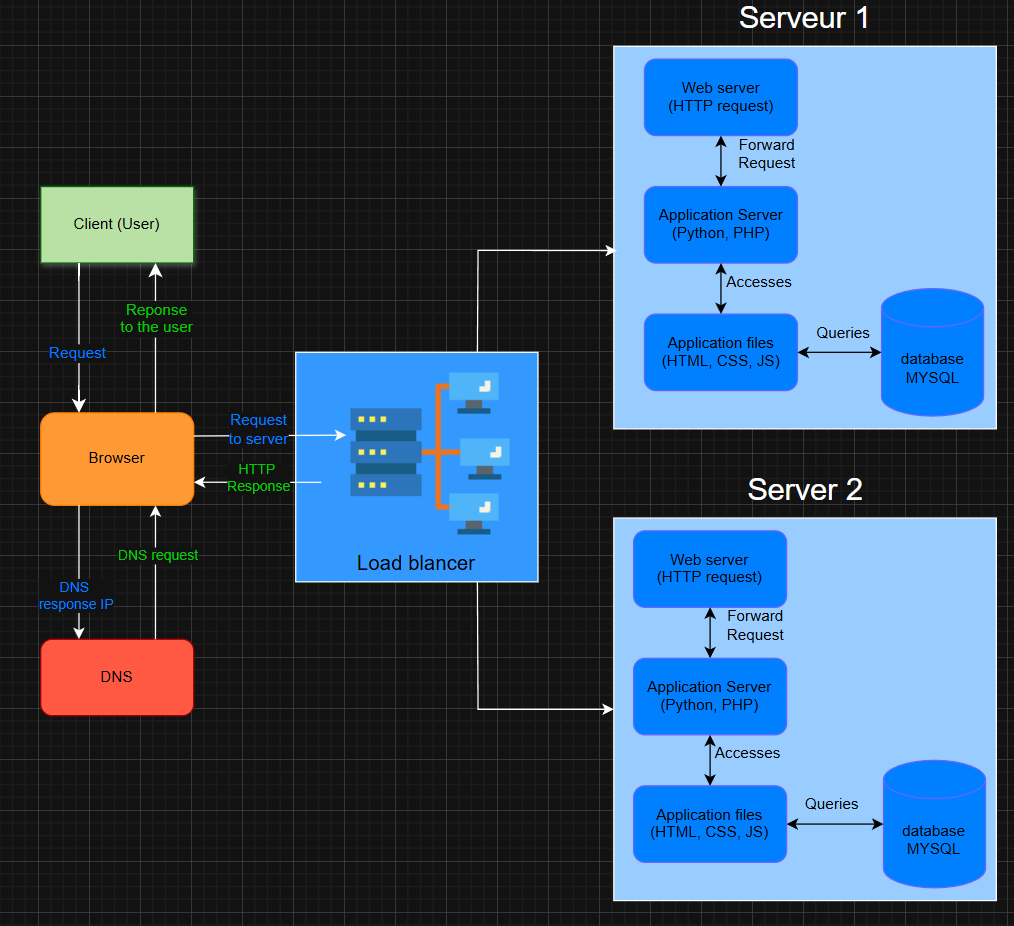 Serveur 1
Web server
(HTTP request)
Forward
Request
Application Server
(Python, PHP)
Accesses
Application files
(HTML, CSS, JS)
Queries
database
MYSQL
Client (User)
Reponse
to the user
Request
Browser
Request
to server
HTTP
Response
DNS request
DNS
response IP
DNS
Load blancer
Server 2
Web server
(HTTP request)
Forward
Request
Application Server
(Python, PHP)
Accesses
Application files
(HTML, CSS, JS)
Queries
database
MYSQL